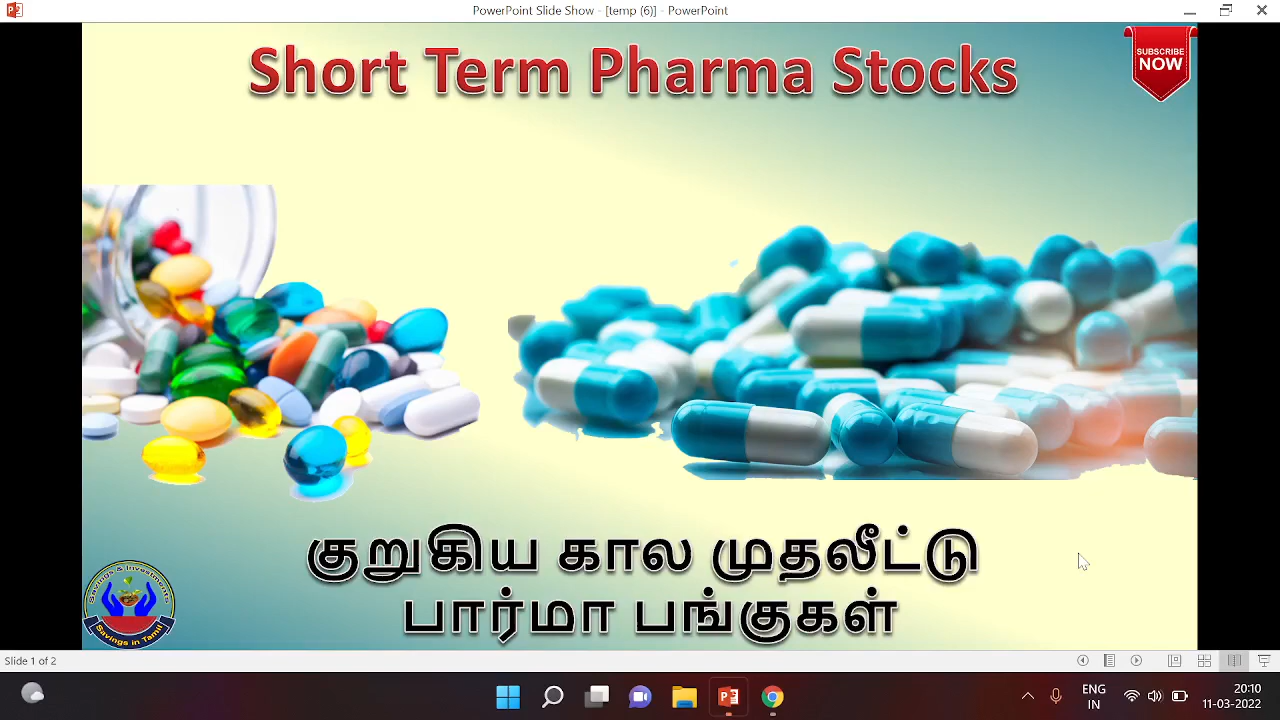 PowerPoint Slide Show - [temp (6)] - PowerPoint
Short Term Pharma Stocks
SUBSCRIBE
NOW
குறுகிய கால முதலீட்டு
பார்மா பங்குகள்
Savings & Investments
Savings in Tamil
Slide 1 of 2
ENG
IN
20:10
11-03-2022